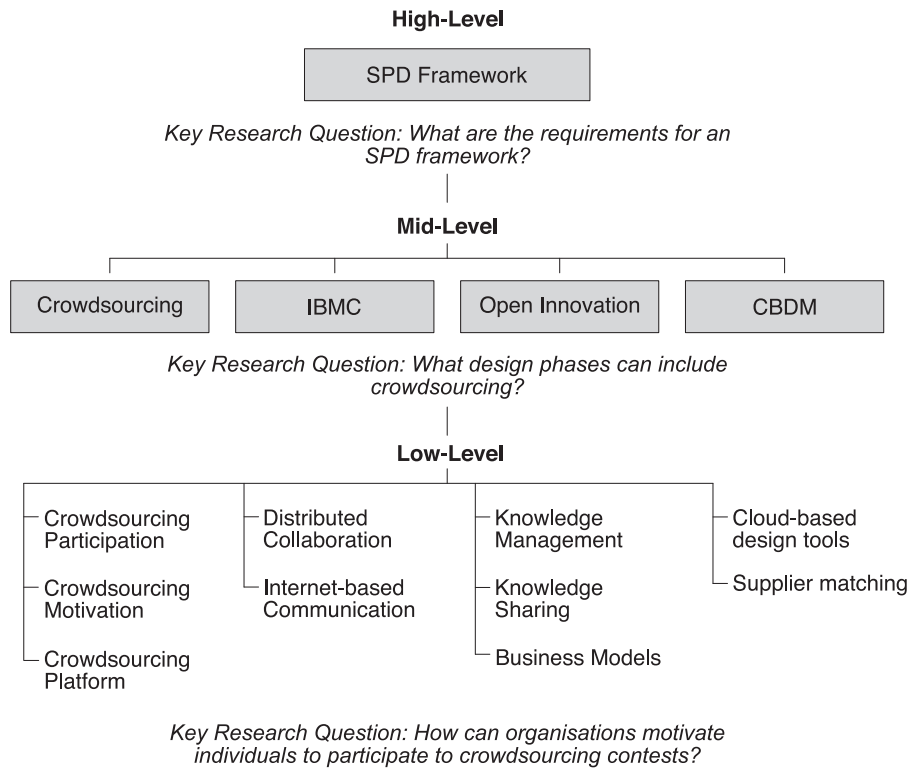 High-Level
SPD Framework
Key Research Question: What are the requirements for an
SPD framework?
Mid-Level
Crowdsourcing
IBMC
Open Innovation
CBDM
Key Research Question: What design phases can include
crowdsourcing?
Low-Level
Crowdsourcing
Participation
Crowdsourcing
Motivation
Crowdsourcing
Platform
Distributed
Collaboration
Internet-based
Communication
Knowledge
Management
Knowledge
Sharing
Business Models
Cloud-based
design tools
Supplier matching
Key Research Question: How can organisations motivate
individuals to participate to crowdsourcing contests?